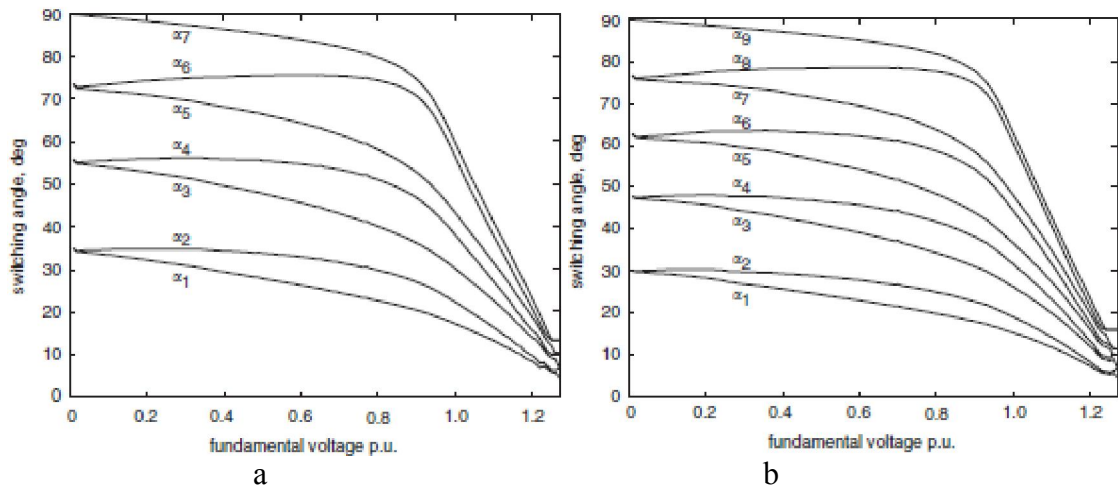 90
80
70
60
50
40
30
20
10
0
switching angle, deg
α7
α6
α5
α4
α3
α2
α1
0
0.2
0.4
0.6
0.8
1.0
1.2
fundamental voltage p.u.
a
90
80
70
60
50
40
30
20
10
0
switching angle, deg
α9
α8
α7
α6
α5
α4
α3
α2
α1
0
0.2
0.4
0.6
0.8
1.0
1.2
fundamental voltage p.u.
b